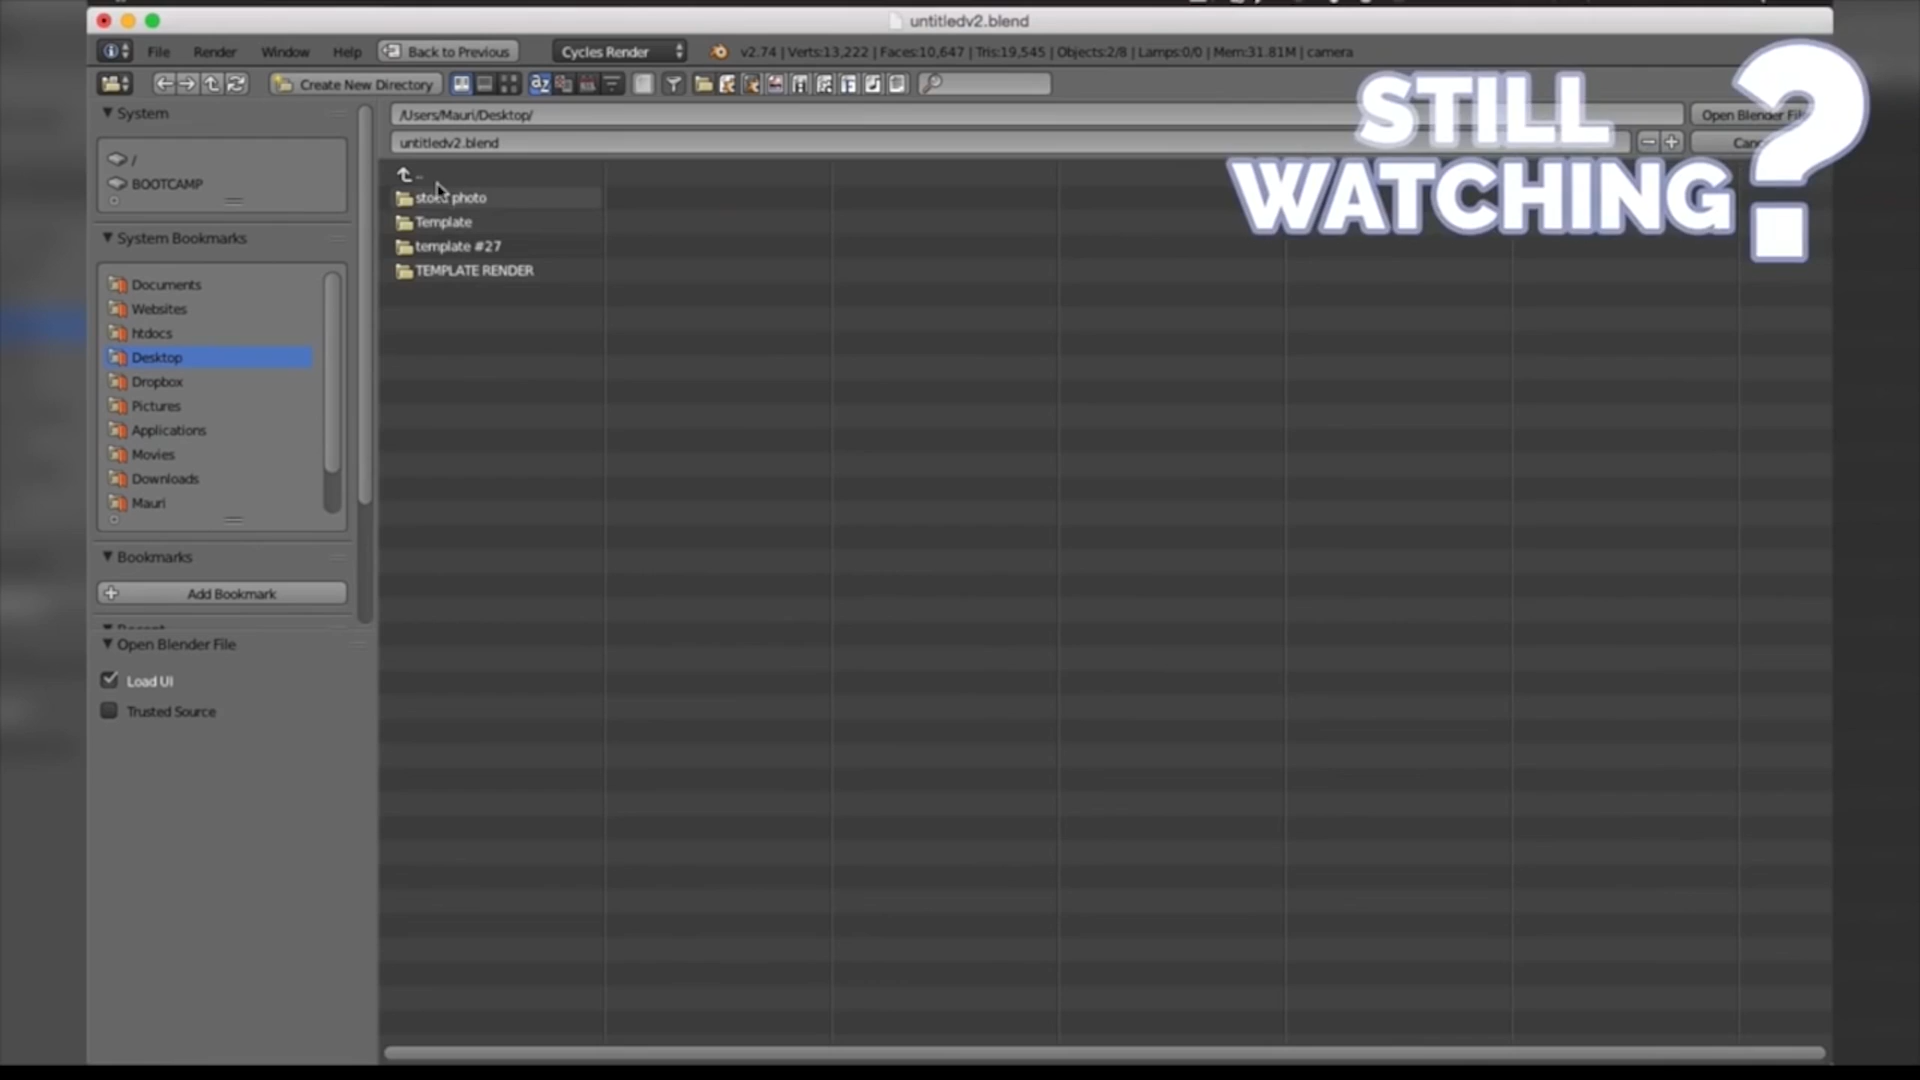 untitledv2.blend
File Render Window Help Back to Previous Cycles Render v2.74 | Verts:13,222 | Faces:10,647 | Tris:19,545 | Objects:2/8 | Lamps:0/0 | Mem:31.81M | camera
Create New Directory
STILL
WATCHING?
System
/
BOOTCAMP
System Bookmarks
Documents
Websites
htdocs
Desktop
Dropbox
Pictures
Applications
Movies
Downloads
Mauri
Bookmarks
Add Bookmark
Open Blender File
Load UI
Trusted Source
/Users/Mauri/Desktop/
Open Blender
untitledv2.blend
..
photo
Template
template #27
TEMPLATE RENDER